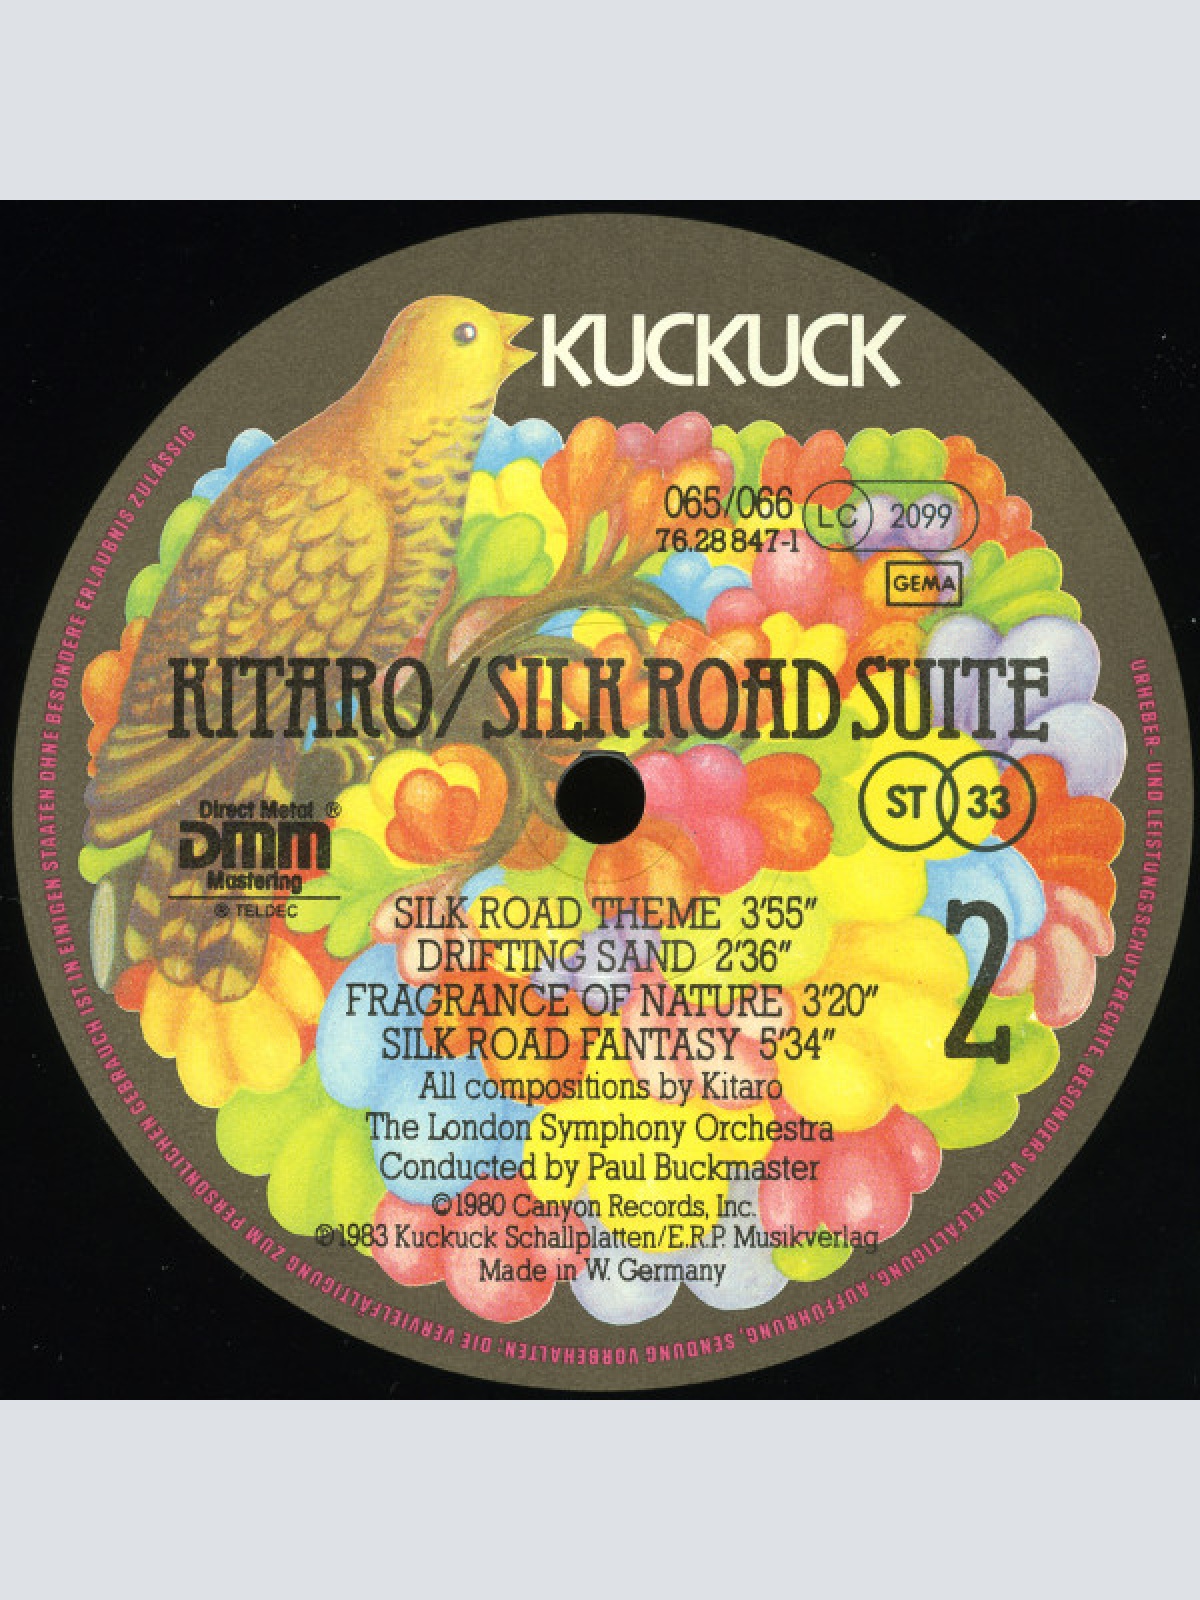 KUCKUCK
065/066 LC 2099
76.28 847-1
GEMA
KITARO/SILK ROAD SUITE
ST 33
Direct Metal ®
DMM
Mastering
® TELDEC
2
SILK ROAD THEME 3'55"
DRIFTING SAND 2'36"
FRAGRANCE OF NATURE 3'20"
SILK ROAD FANTASY 5'34"
All compositions by Kitaro
The London Symphony Orchestra
Conducted by Paul Buckmaster
©1980 Canyon Records, Inc.
℗1983 Kuckuck Schallplatten/E.R.P. Musikverlag
Made in W. Germany
URHEBER- UND LEISTUNGSSCHUTZRECHTE, BESONDERS VERVIELFÄLTIGUNG, AUFFÜHRUNG, SENDUNG VORBEHALTEN; DIE VERVIELFÄLTIGUNG ZUM PERSÖNLICHEN GEBRAUCH IST IN EINIGEN STAATEN OHNE BESONDERE ERLAUBNIS ZULÄSSIG